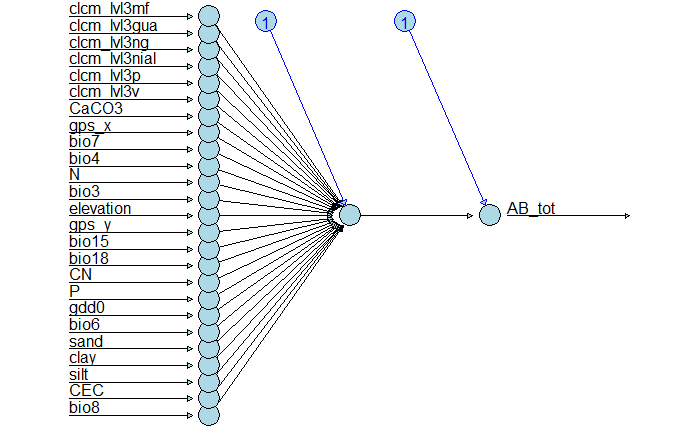 clcm_lvl3mf
clcm_lvl3gua
clcm_lvl3ng
clcm_lvl3nial
clcm_lvl3p
clcm_lvl3v
CaCO3
gps_x
bio7
bio4
N
bio3
elevation
gps_y
bio15
bio18
CN
P
gdd0
bio6
sand
clay
silt
CEC
bio8
1
1
AB_tot